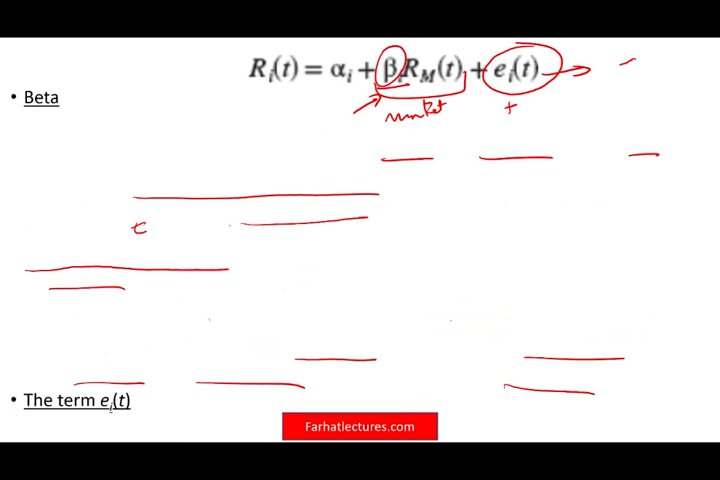 Rᵢ(t) = αᵢ + βᵢRM(t) + eᵢ(t)
• Beta
market
+
• The term eᵢ(t)
Farhatlectures.com